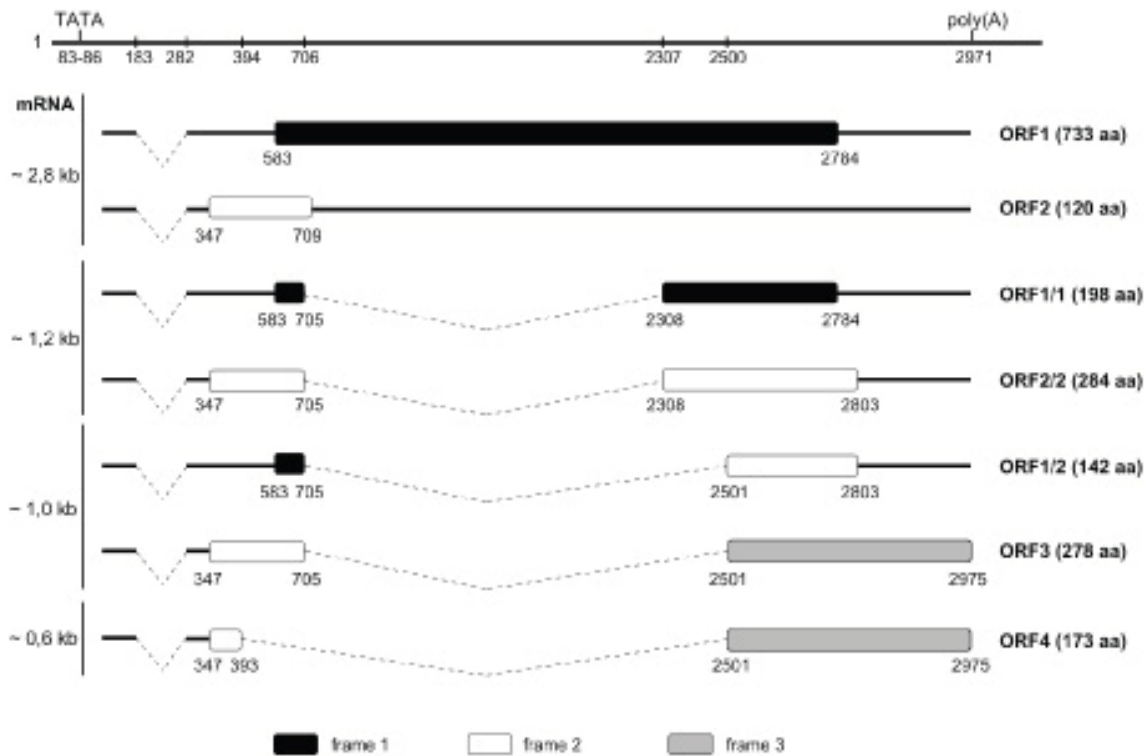 TATA poly(A)
1
83-86 183 282 394 706 2307 2500 2971
mRNA
ORF1 (733 aa)
583 2784
~ 2,8 kb
ORF2 (120 aa)
347 709
ORF1/1 (198 aa)
583 705 2308 2784
~ 1,2 kb
ORF2/2 (284 aa)
347 705 2308 2803
ORF1/2 (142 aa)
583 705 2501 2803
~ 1,0 kb
ORF3 (278 aa)
347 705 2501 2975
~ 0,6 kb
ORF4 (173 aa)
347 393 2501 2975
frame 1 frame 2 frame 3